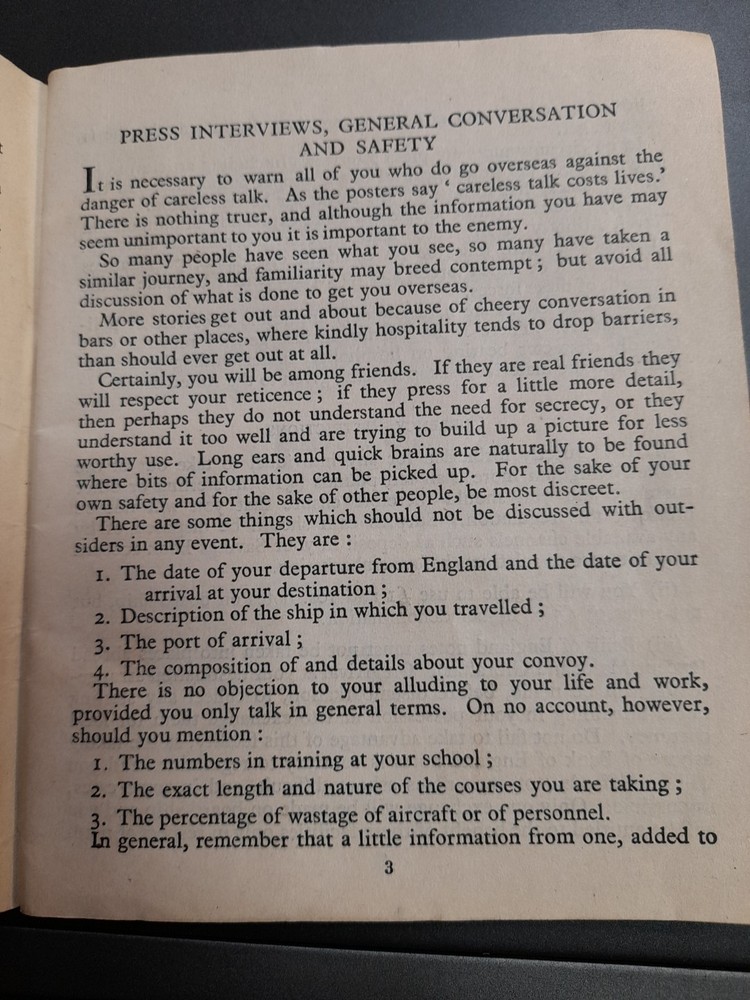 PRESS INTERVIEWS, GENERAL CONVERSATION
AND SAFETY
It is necessary to warn all of you who do go overseas against the
danger of careless talk. As the posters say ‘ careless talk costs lives.’
There is nothing truer, and although the information you have may
seem unimportant to you it is important to the enemy.
So many people have seen what you see, so many have taken a
similar journey, and familiarity may breed contempt ; but avoid all
discussion of what is done to get you overseas.
More stories get out and about because of cheery conversation in
bars or other places, where kindly hospitality tends to drop barriers,
than should ever get out at all.
Certainly, you will be among friends. If they are real friends they
will respect your reticence ; if they press for a little more detail,
then perhaps they do not understand the need for secrecy, or they
understand it too well and are trying to build up a picture for less
worthy use. Long ears and quick brains are naturally to be found
where bits of information can be picked up. For the sake of your
own safety and for the sake of other people, be most discreet.
There are some things which should not be discussed with out-
siders in any event. They are :
1. The date of your departure from England and the date of your
arrival at your destination ;
2. Description of the ship in which you travelled ;
3. The port of arrival ;
4. The composition of and details about your convoy.
There is no objection to your alluding to your life and work,
provided you only talk in general terms. On no account, however,
should you mention :
1. The numbers in training at your school ;
2. The exact length and nature of the courses you are taking ;
3. The percentage of wastage of aircraft or of personnel.
In general, remember that a little information from one, added to
3